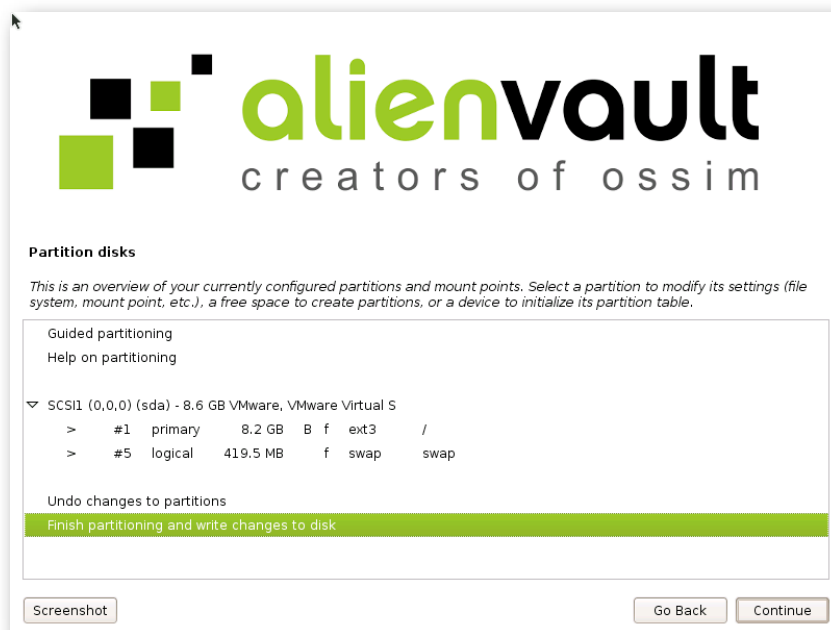 alienvault
creators of ossim
Partition disks
This is an overview of your currently configured partitions and mount points. Select a partition to modify its settings (file
system, mount point, etc.), a free space to create partitions, or a device to initialize its partition table.
Guided partitioning
Help on partitioning
SCSI1 (0,0,0) (sda) - 8.6 GB VMware, VMware Virtual S
> #1 primary 8.2 GB B f ext3 /
> #5 logical 419.5 MB f swap swap
Undo changes to partitions
Finish partitioning and write changes to disk
Screenshot Go Back Continue